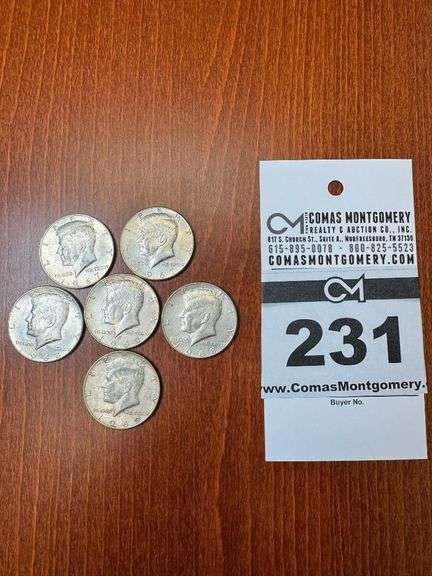 CM
COMAS MONTGOMERY
REALTY & AUCTION CO., INC.
817 S. CHURCH ST., SUITE A., MURFREESBORO, TN 37130
615-895-0078 • 800-825-5523
COMASMONTGOMERY.COM
CM
231
www.ComasMontgomery.
Buyer No.